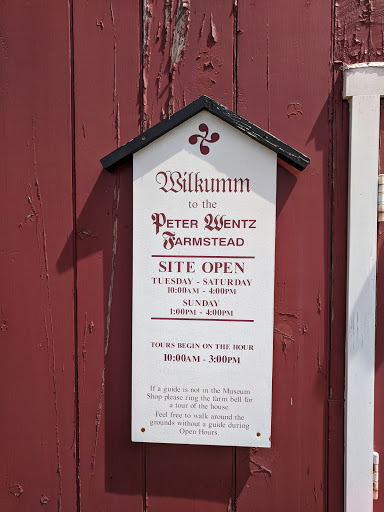 Wilkumm
to the
Peter Wentz
Farmstead
SITE OPEN
TUESDAY - SATURDAY
10:00AM - 4:00PM
SUNDAY
1:00PM - 4:00PM
TOURS BEGIN ON THE HOUR
10:00AM - 3:00PM
If a guide is not in the Museum
Shop please ring the farm bell for
a tour of the house.
Feel free to walk around the
grounds without a guide during
Open Hours.